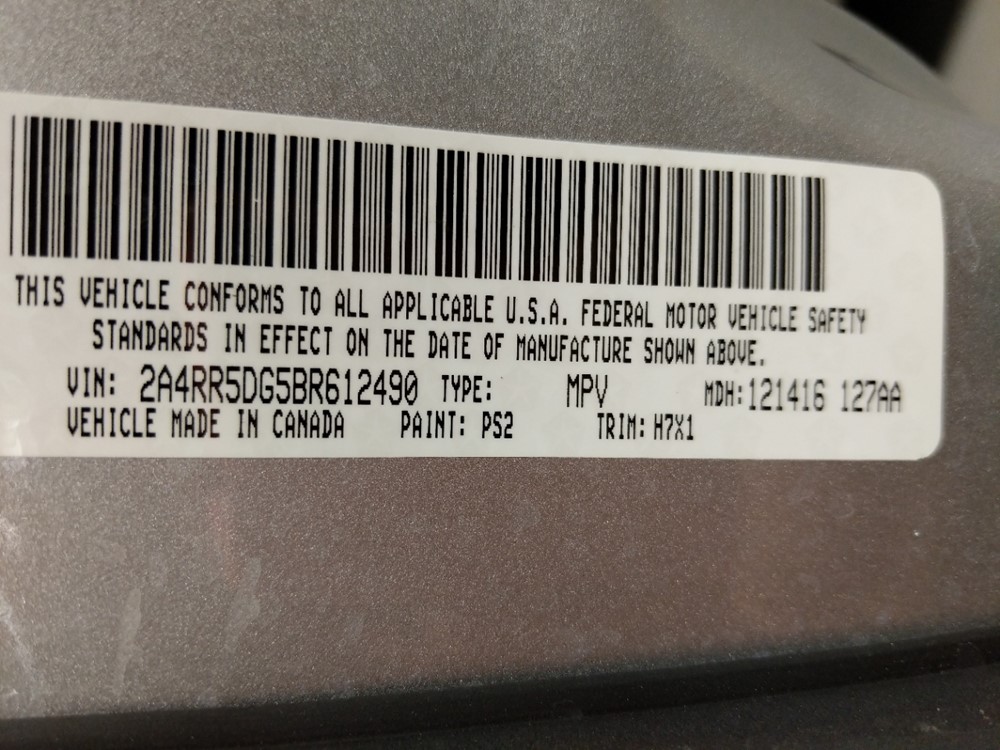 THIS VEHICLE CONFORMS TO ALL APPLICABLE U.S.A. FEDERAL MOTOR VEHICLE SAFETY
STANDARDS IN EFFECT ON THE DATE OF MANUFACTURE SHOWN ABOVE.
VIN: 2A4RR5DG5BR612490 TYPE: MPV MDH: 121416 127AA
VEHICLE MADE IN CANADA PAINT: PS2 TRIM: H7X1